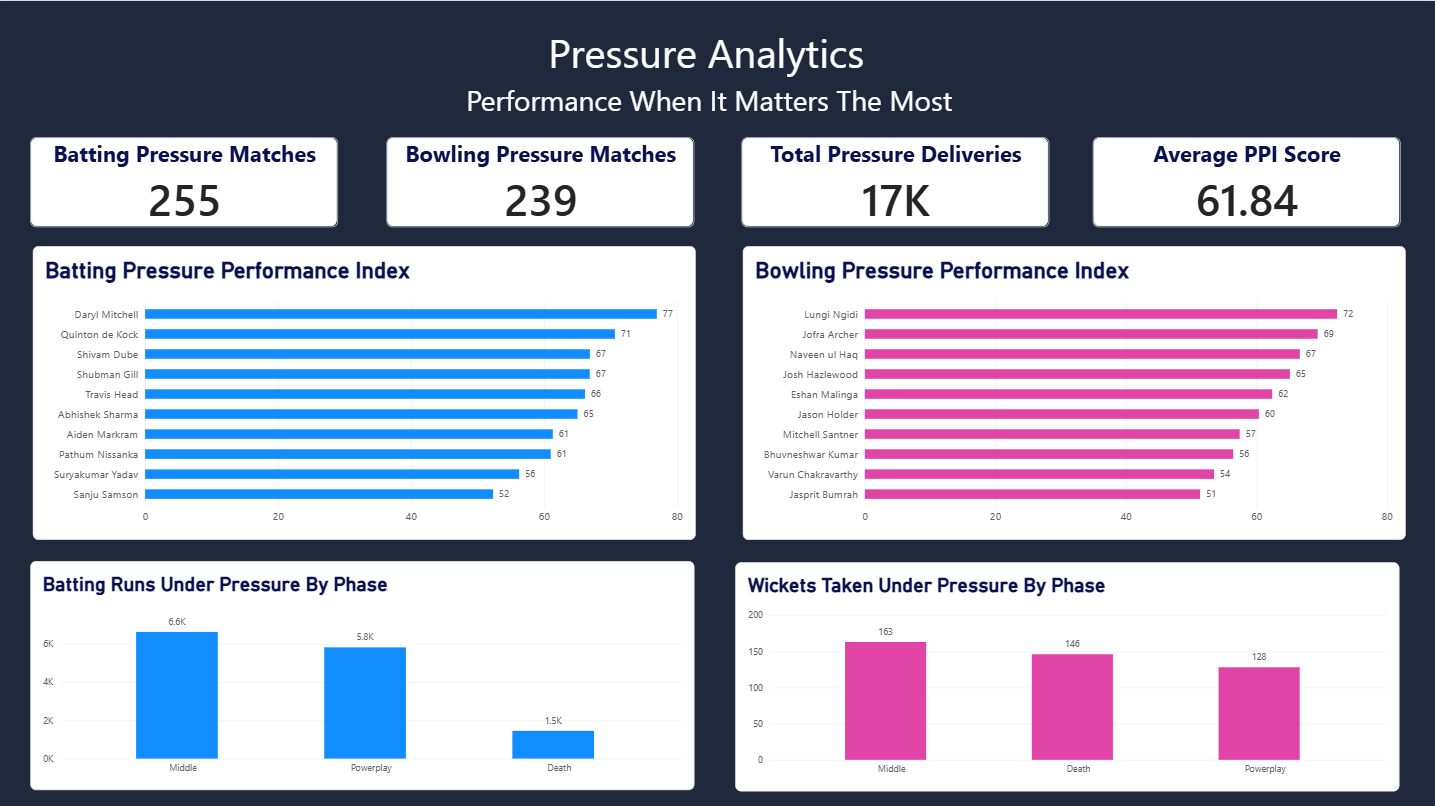 Pressure Analytics
Performance When It Matters The Most
Batting Pressure Matches
255
Bowling Pressure Matches
239
Total Pressure Deliveries
17K
Average PPI Score
61.84
Batting Pressure Performance Index
Daryl Mitchell 77
Quinton de Kock 71
Shivam Dube 67
Shubman Gill 67
Travis Head 66
Abhishek Sharma 65
Aiden Markram 61
Pathum Nissanka 61
Suryakumar Yadav 56
Sanju Samson 52
0 20 40 60 80
Bowling Pressure Performance Index
Lungi Ngidi 72
Jofra Archer 69
Naveen ul Haq 67
Josh Hazlewood 65
Eshan Malinga 62
Jason Holder 60
Mitchell Santner 57
Bhuvneshwar Kumar 56
Varun Chakravarthy 54
Jasprit Bumrah 51
0 20 40 60 80
Batting Runs Under Pressure By Phase
6.6K
5.8K
6K
4K
2K
1.5K
0K
Middle Powerplay Death
Wickets Taken Under Pressure By Phase
200
163
150
146
128
100
50
0
Middle Death Powerplay